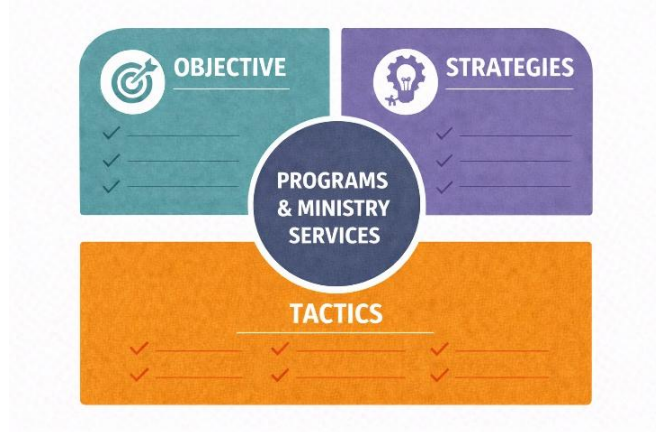 OBJECTIVE
STRATEGIES
PROGRAMS
& MINISTRY
SERVICES
TACTICS